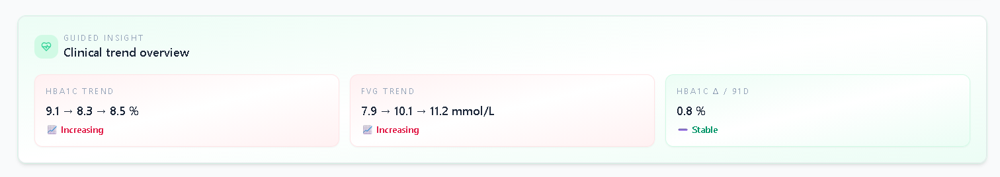 GUIDED INSIGHT
Clinical trend overview
HBA1C TREND
9.1 → 8.3 → 8.5 %
Increasing
FVG TREND
7.9 → 10.1 → 11.2 mmol/L
Increasing
HBA1C Δ / 91D
0.8 %
Stable